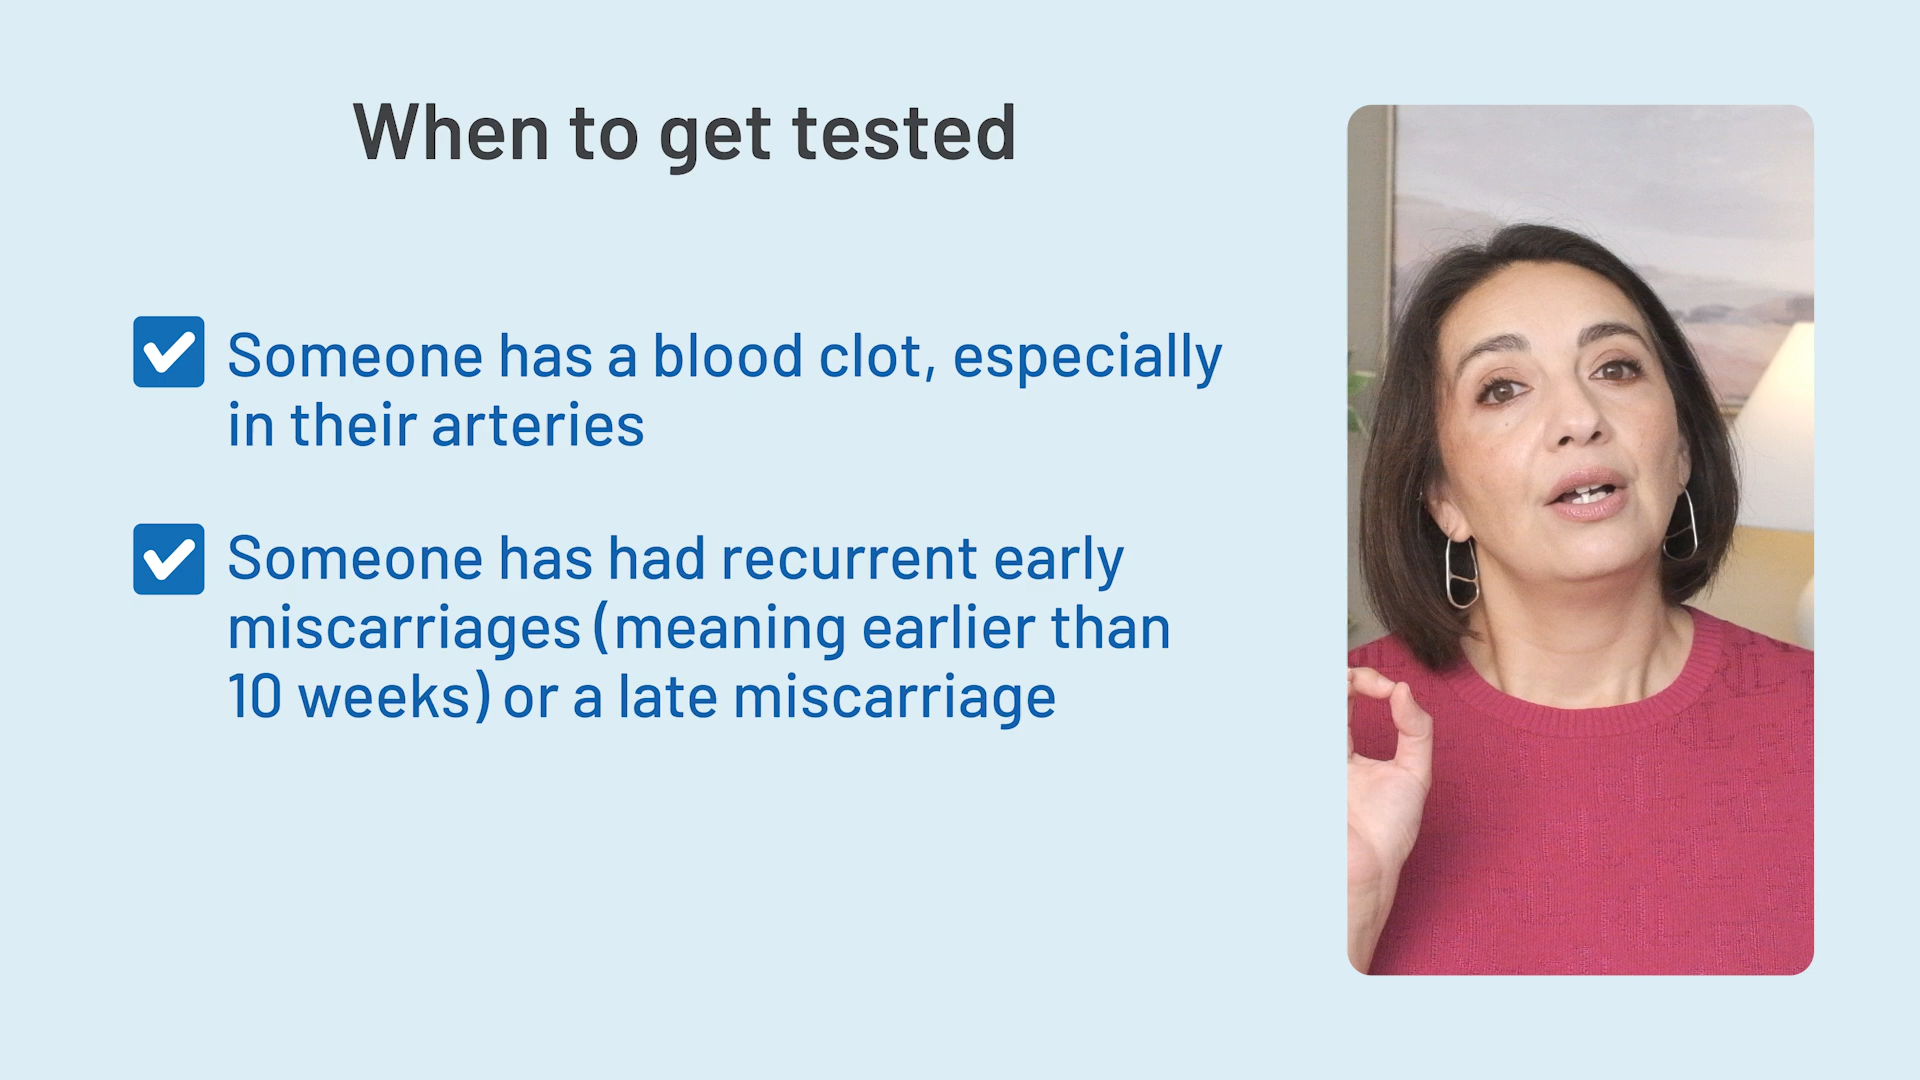 When to get tested
Someone has a blood clot, especially
in their arteries
Someone has had recurrent early
miscarriages (meaning earlier than
10 weeks) or a late miscarriage